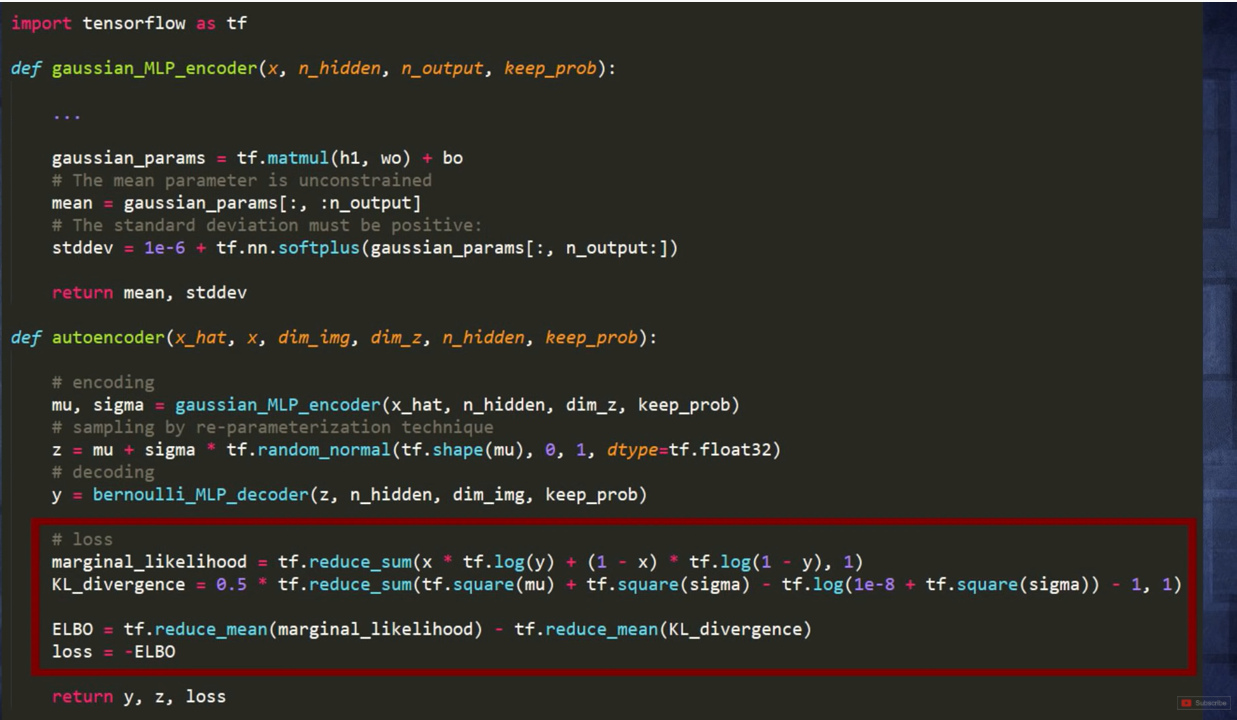 import tensorflow as tf
def gaussian_MLP_encoder(x, n_hidden, n_output, keep_prob):
...
gaussian_params = tf.matmul(h1, wo) + bo
# The mean parameter is unconstrained
mean = gaussian_params[:, :n_output]
# The standard deviation must be positive:
stddev = 1e-6 + tf.nn.softplus(gaussian_params[:, n_output:])
return mean, stddev
def autoencoder(x_hat, x, dim_img, dim_z, n_hidden, keep_prob):
# encoding
mu, sigma = gaussian_MLP_encoder(x_hat, n_hidden, dim_z, keep_prob)
# sampling by re-parameterization technique
z = mu + sigma * tf.random_normal(tf.shape(mu), 0, 1, dtype=tf.float32)
# decoding
y = bernoulli_MLP_decoder(z, n_hidden, dim_img, keep_prob)
# loss
marginal_likelihood = tf.reduce_sum(x * tf.log(y) + (1 - x) * tf.log(1 - y), 1)
KL_divergence = 0.5 * tf.reduce_sum(tf.square(mu) + tf.square(sigma) - tf.log(1e-8 + tf.square(sigma)) - 1, 1)
ELBO = tf.reduce_mean(marginal_likelihood) - tf.reduce_mean(KL_divergence)
loss = -ELBO
return y, z, loss
Subscribe